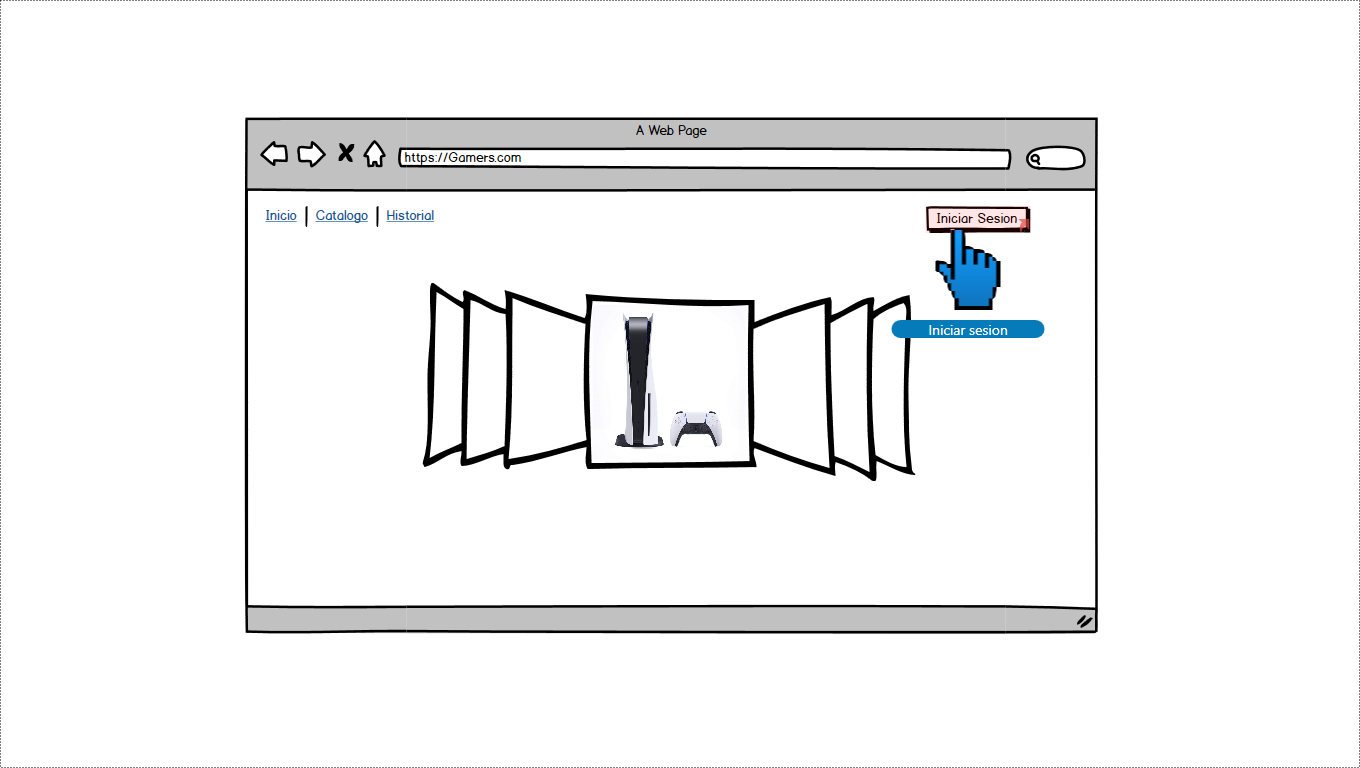 A Web Page
https://Gamers.com
Inicio
Catalogo
Historial
Iniciar Sesion
Iniciar sesion